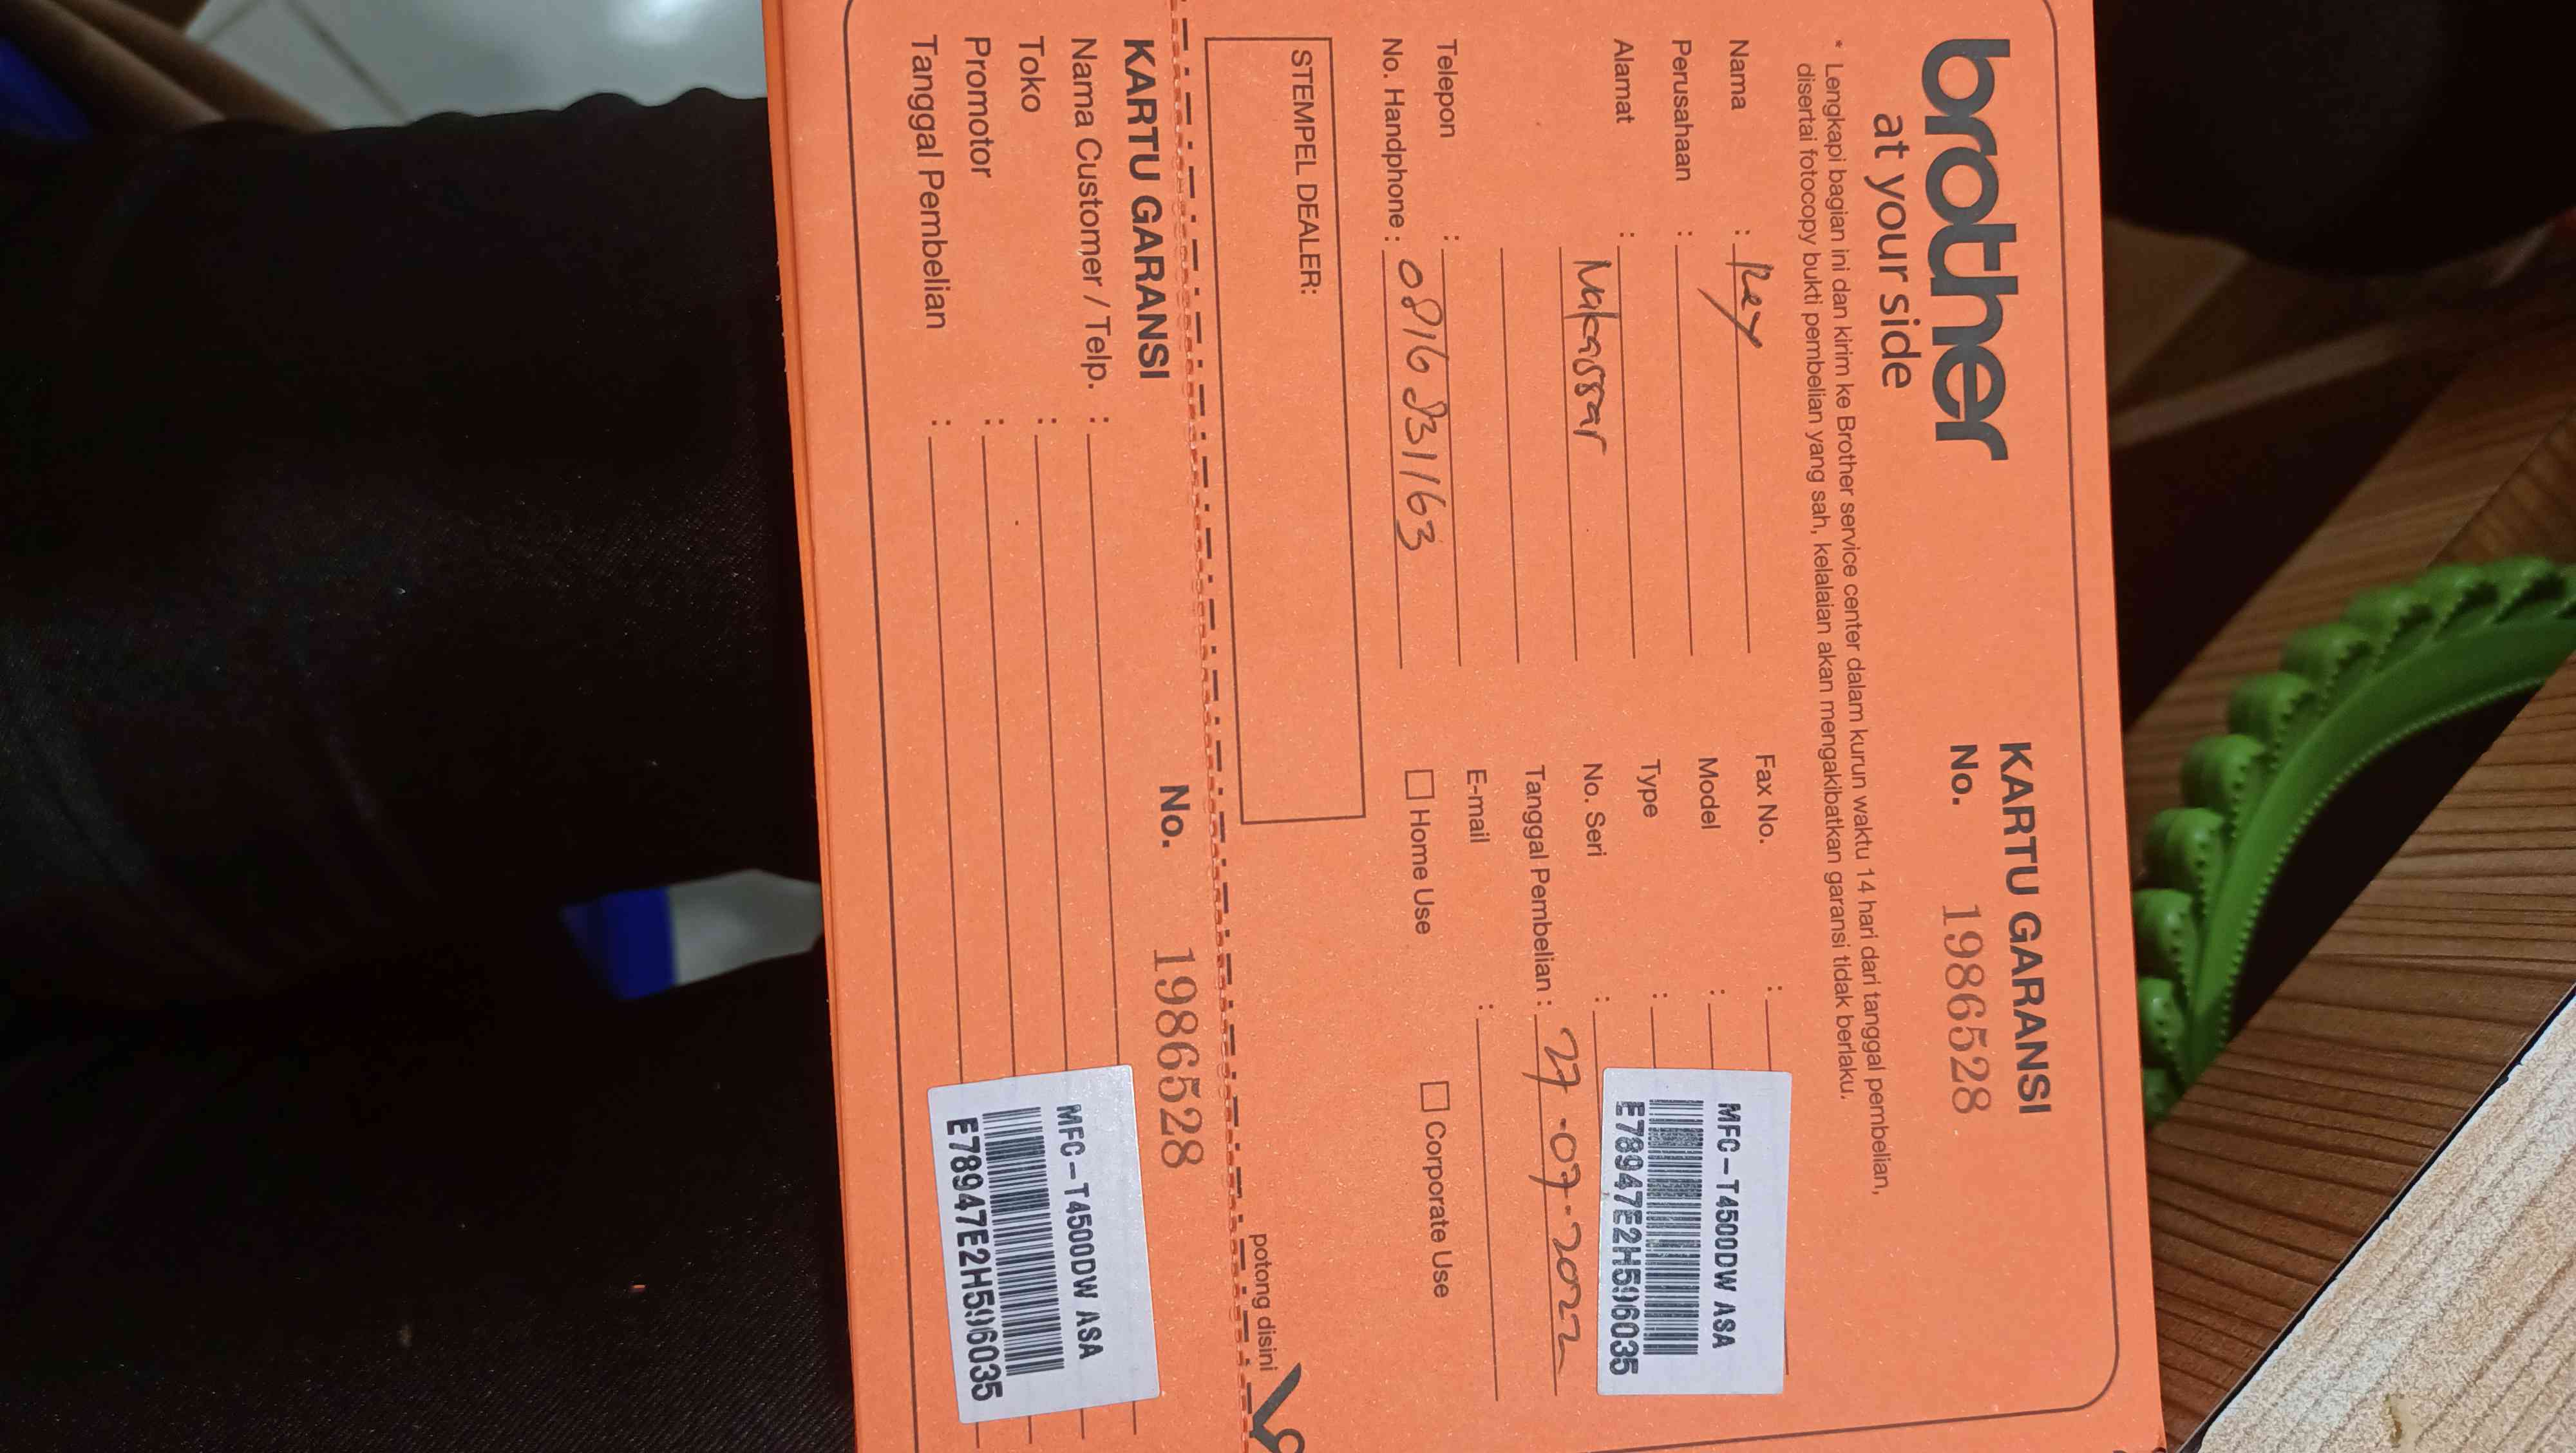 brother
at your side
KARTU GARANSI
No. 1986528
* Lengkapi bagian ini dan kirim ke Brother service center dalam kurun waktu 14 hari dari tanggal pembelian,
disertai fotocopy bukti pembelian yang sah, kelalaian akan mengakibatkan garansi tidak berlaku.
Nama : Rey
Perusahaan :
Alamat :
Makassar
Telepon :
No. Handphone : 0816 231163
Fax No. :
Model :
Type :
No. Seri :
MFC-T4500DW ASA
E78947E2H596035
Tanggal Pembelian : 27-07-2022
E-mail :
Home Use
Corporate Use
STEMPEL DEALER:
potong disini
KARTU GARANSI
No. 1986528
Nama Customer / Telp. :
Toko :
Promotor :
Tanggal Pembelian :
MFC-T4500DW ASA
E78947E2H596035